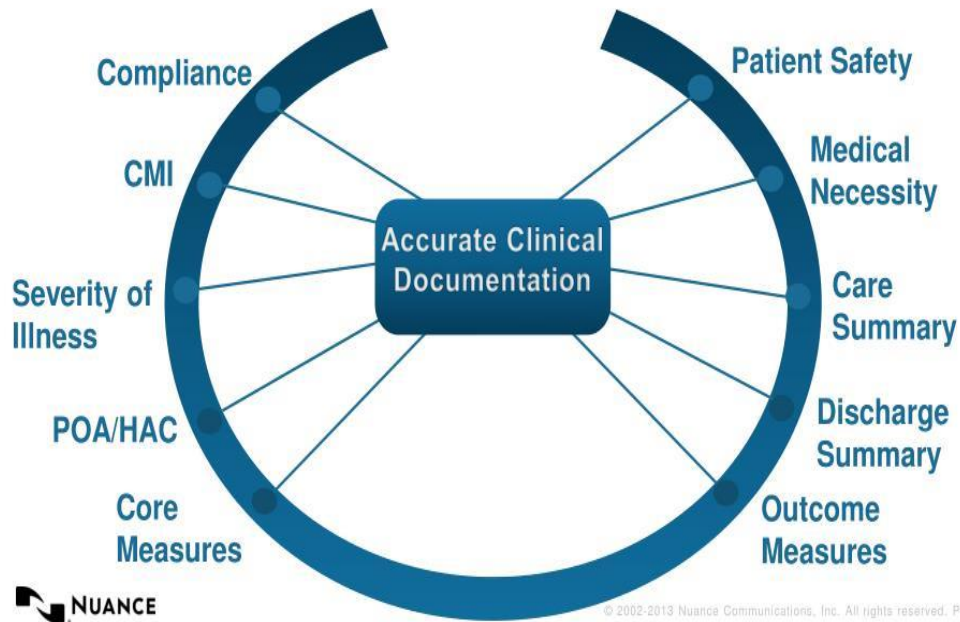 Compliance
CMI
Severity of
Illness
POA/HAC
Core
Measures
Accurate Clinical
Documentation
Patient Safety
Medical
Necessity
Care
Summary
Discharge
Summary
Outcome
Measures
NUANCE
© 2002-2013 Nuance Communications, Inc. All rights reserved. P